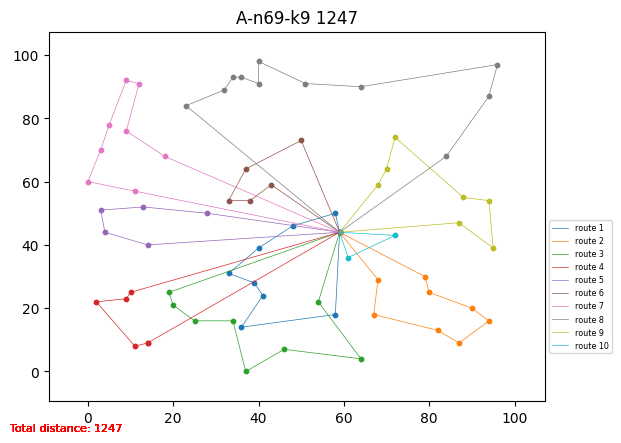 A-n69-k9 1247
100
80
60
40
20
0
0 20 40 60 80 100
route 1
route 2
route 3
route 4
route 5
route 6
route 7
route 8
route 9
route 10
Total distance: 1247